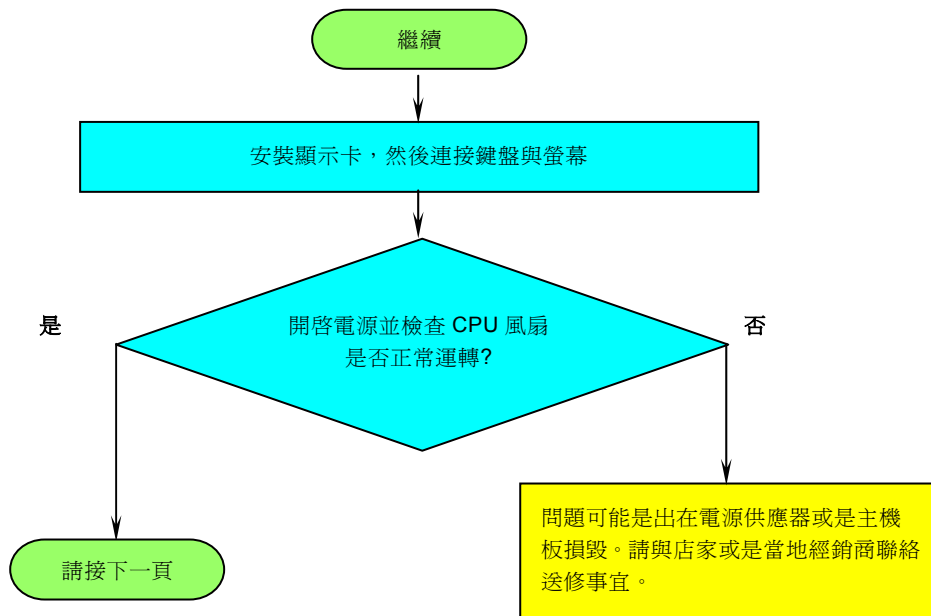 繼續
安裝顯示卡，然後連接鍵盤與螢幕
開啓電源並檢查 CPU 風扇
是否正常運轉?
是
否
問題可能是出在電源供應器或是主機
板損毀。請與店家或是當地經銷商聯絡
送修事宜。
請接下一頁